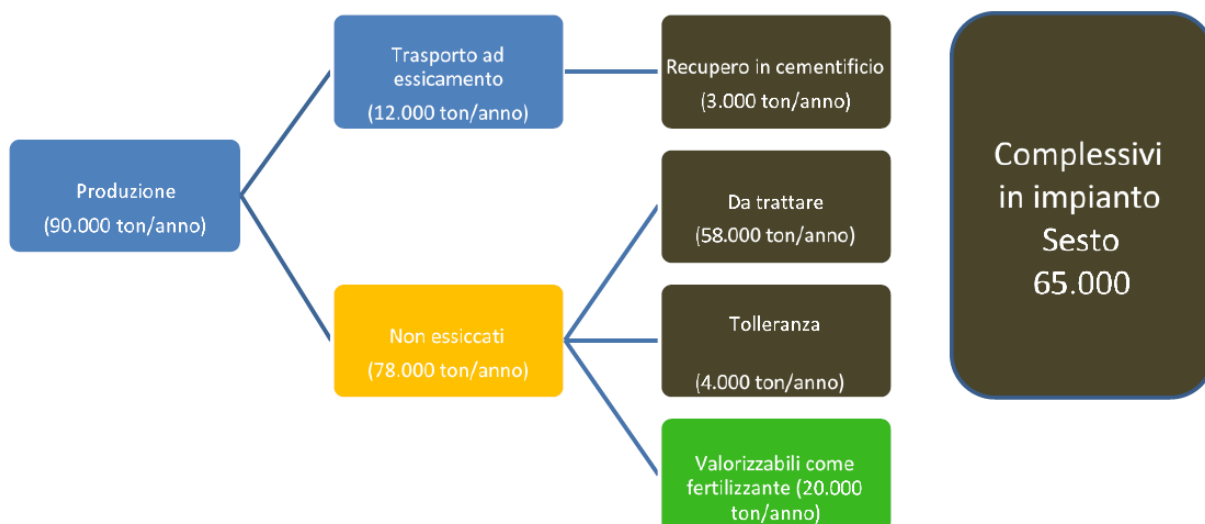 Trasporto ad
essicamento
(12.000 ton/anno)
Recupero in cementificio
(3.000 ton/anno)
Produzione
(90.000 ton/anno)
Da trattare
(58.000 ton/anno)
Non essiccati
(78.000 ton/anno)
Tolleranza
(4.000 ton/anno)
Valorizzabili come
fertilizzante (20.000
ton/anno)
Complessivi
in impianto
Sesto
65.000